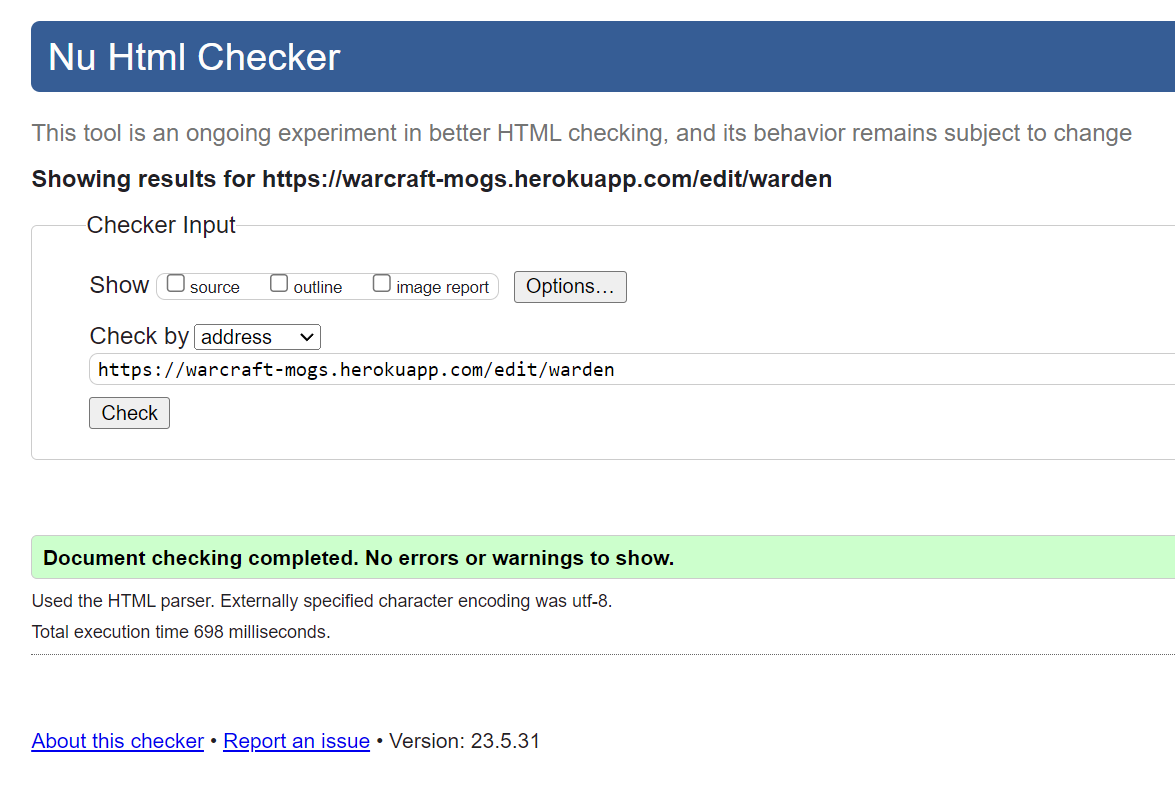 Nu Html Checker
This tool is an ongoing experiment in better HTML checking, and its behavior remains subject to change
Showing results for https://warcraft-mogs.herokuapp.com/edit/warden
Checker Input
Show source outline image report Options...
Check by address
https://warcraft-mogs.herokuapp.com/edit/warden
Check
Document checking completed. No errors or warnings to show.
Used the HTML parser. Externally specified character encoding was utf-8.
Total execution time 698 milliseconds.
About this checker • Report an issue • Version: 23.5.31